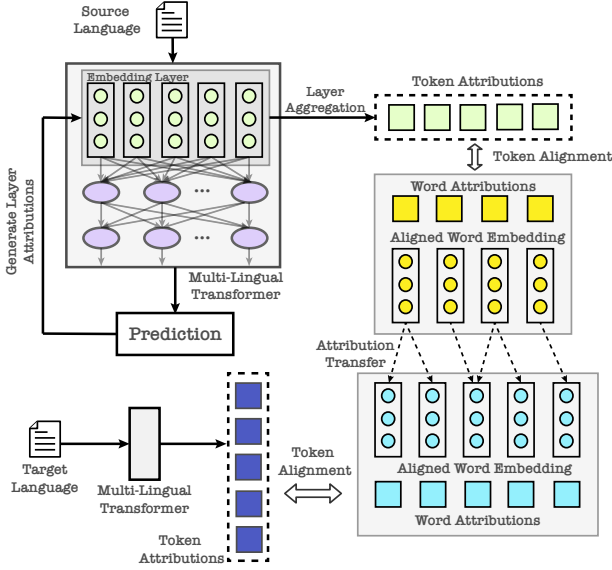 Source
Language
Embedding Layer
Layer
Aggregation
Token Attributions
Token Alignment
Generate Layer
Attributions
...
...
Word Attributions
Aligned Word Embedding
Multi-Lingual
Transformer
Prediction
Attribution
Transfer
Target
Language
Multi-Lingual
Transformer
Token
Attributions
Token
Alignment
Aligned Word Embedding
Word Attributions